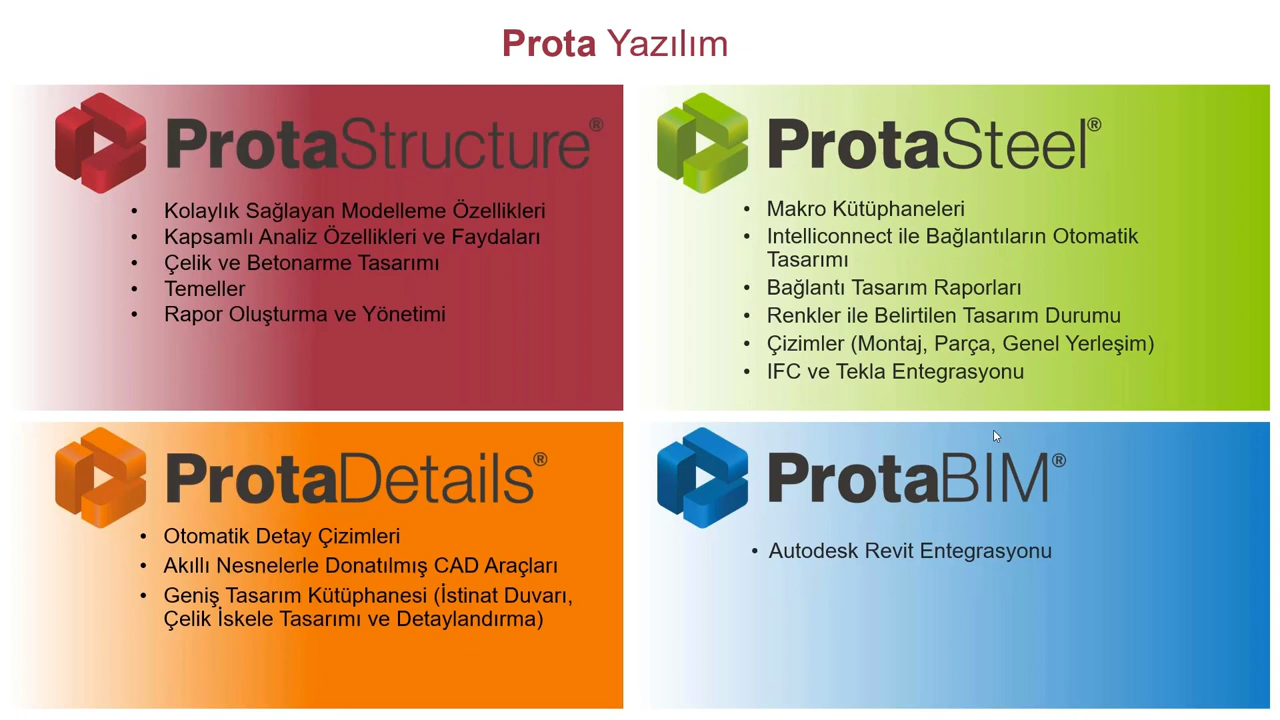 Prota Yazılım
ProtaStructure®
• Kolaylık Sağlayan Modelleme Özellikleri
• Kapsamlı Analiz Özellikleri ve Faydaları
• Çelik ve Betonarme Tasarımı
• Temeller
• Rapor Oluşturma ve Yönetimi
ProtaSteel®
• Makro Kütüphaneleri
• Intelliconnect ile Bağlantıların Otomatik
Tasarımı
• Bağlantı Tasarım Raporları
• Renkler ile Belirtilen Tasarım Durumu
• Çizimler (Montaj, Parça, Genel Yerleşim)
• IFC ve Tekla Entegrasyonu
ProtaDetails®
• Otomatik Detay Çizimleri
• Akıllı Nesnelerle Donatılmış CAD Araçları
• Geniş Tasarım Kütüphanesi (İstinat Duvarı,
Çelik İskele Tasarımı ve Detaylandırma)
ProtaBIM®
• Autodesk Revit Entegrasyonu